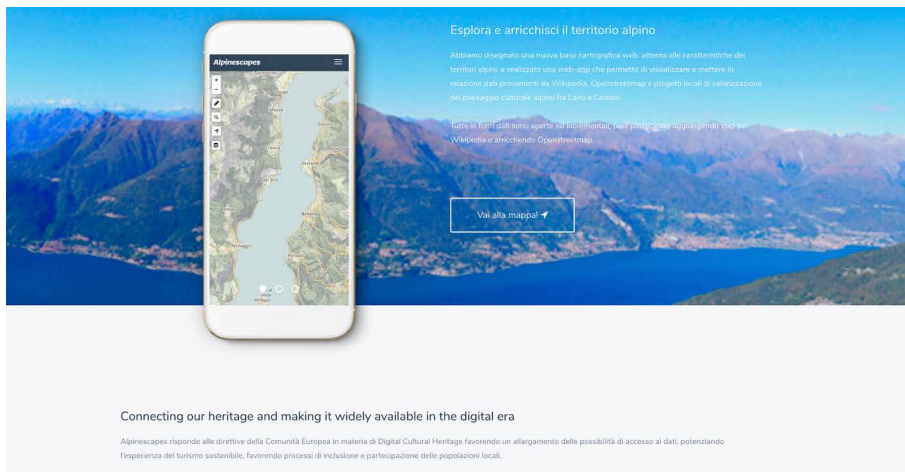 Esplora e arricchisci il territorio alpino
Abbiamo disegnato una nuova base cartografica web, attenta alle caratteristiche dei
territori alpini, e realizzato una web-app che permette di visualizzare e mettere in
relazione dati provenienti da Wikipedia, Openstreetmap e progetti locali di valorizzazione
del paesaggio culturale alpino fra Lario e Ceresio.
Tutte le fonti dati sono aperte ed incrementali, puoi partecipare aggiungendo voci su
Wikipedia o arricchendo Openstreetmap.
Vai alla mappa!
Alpinescapes
Menaggio
Connecting our heritage and making it widely available in the digital era
Alpinescapes risponde alle direttive della Comunità Europea in materia di Digital Cultural Heritage favorendo un allargamento delle possibilità di accesso ai dati, potenziando
l'esperienza del turismo sostenibile, favorendo processi di inclusione e partecipazione delle popolazioni locali.